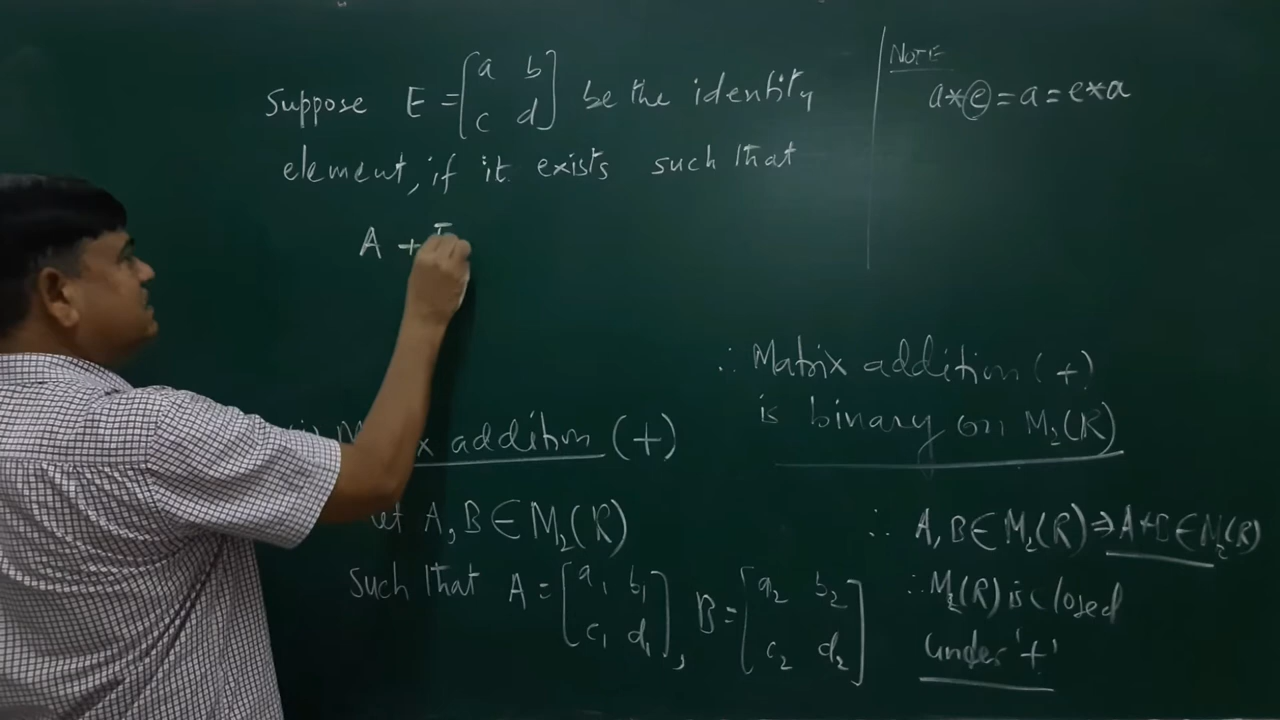 Suppose E = [a b
c d] be the identity
element, if it exists such that
A +
NOTE
a * e = a = e * a
∴ Matrix addition (+)
is binary on M₂(R)
addition (+)
let A, B ∈ M₂(R)
Such that A = [a₁ b₁
c₁ d₁], B = [a₂ b₂
c₂ d₂]
∴ A, B ∈ M₂(R) ⇒ A+B ∈ M₂(R)
∴ M₂(R) is closed
under '+'